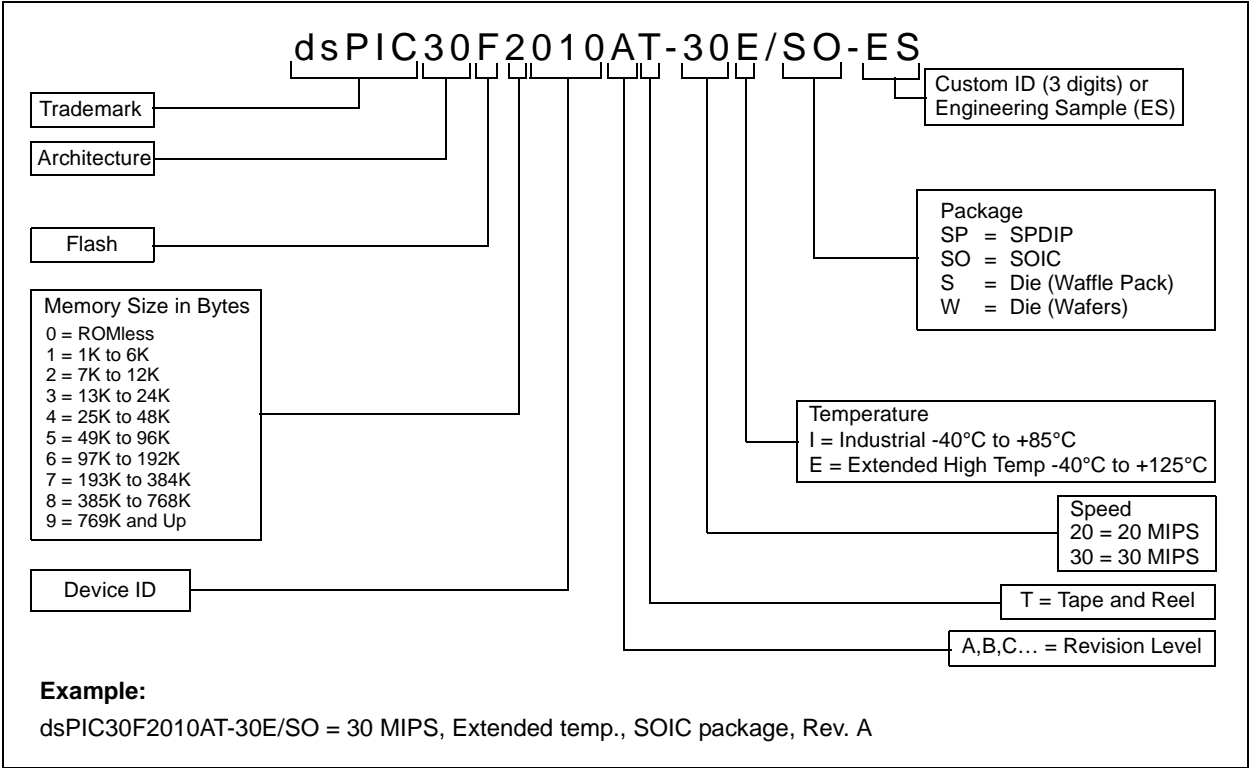 dsPIC30F2010AT-30E/SO-ES
Custom ID (3 digits) or
Engineering Sample (ES)
Trademark
Architecture
Flash
Package
SP = SPDIP
SO = SOIC
S = Die (Waffle Pack)
W = Die (Wafers)
Memory Size in Bytes
0 = ROMless
1 = 1K to 6K
2 = 7K to 12K
3 = 13K to 24K
4 = 25K to 48K
5 = 49K to 96K
6 = 97K to 192K
7 = 193K to 384K
8 = 385K to 768K
9 = 769K and Up
Temperature
I = Industrial -40°C to +85°C
E = Extended High Temp -40°C to +125°C
Speed
20 = 20 MIPS
30 = 30 MIPS
Device ID
T = Tape and Reel
A,B,C… = Revision Level
Example:
dsPIC30F2010AT-30E/SO = 30 MIPS, Extended temp., SOIC package, Rev. A